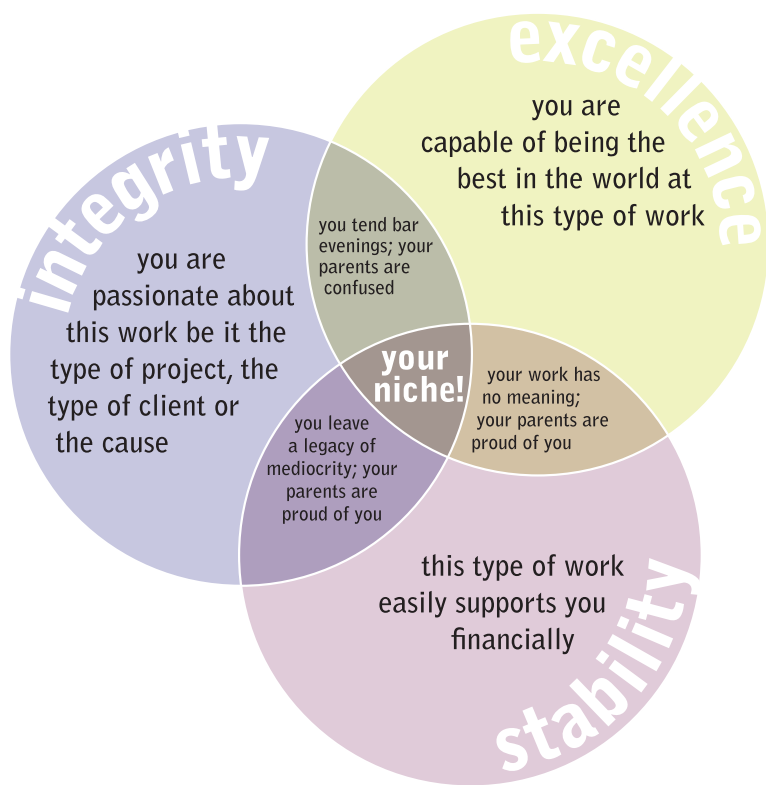 excellence
you are
capable of being the
best in the world at
this type of work
integrity
you are
passionate about
this work be it the
type of project, the
type of client or
the cause
you tend bar
evenings; your
parents are
confused
your
niche!
your work has
no meaning;
your parents are
proud of you
you leave
a legacy of
mediocrity; your
parents are
proud of you
this type of work
easily supports you
financially
stability